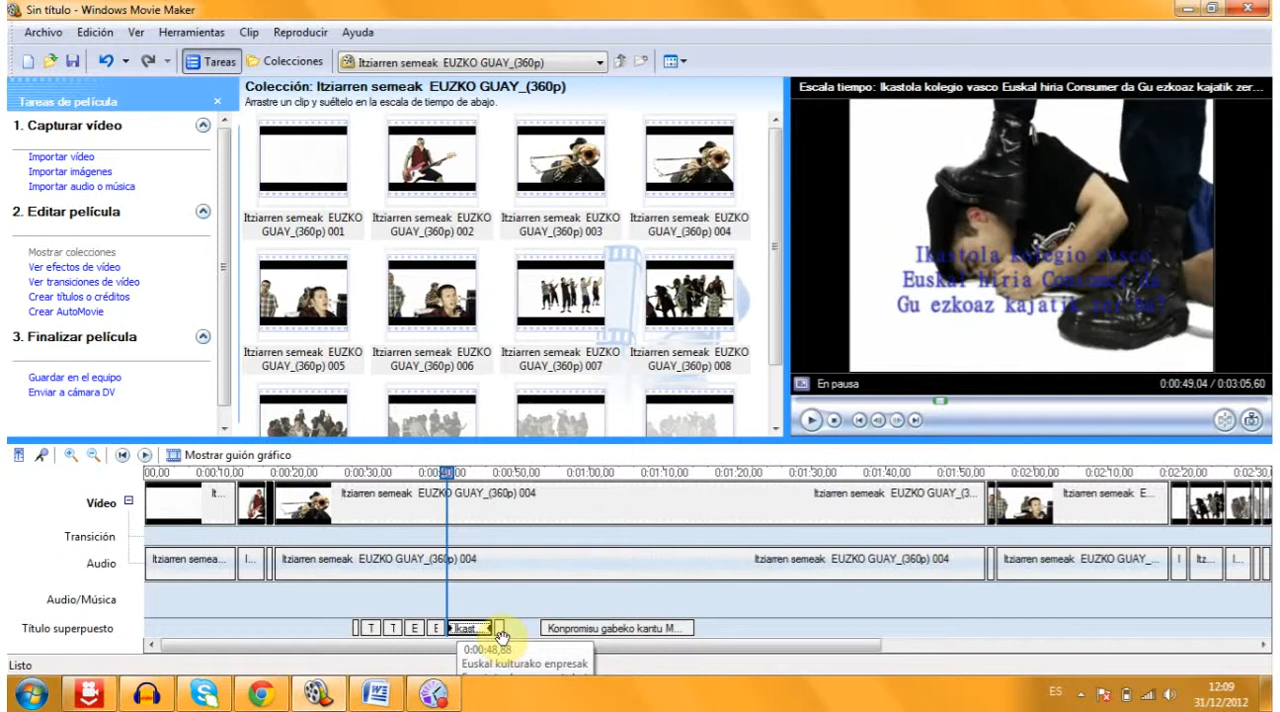 Sin título - Windows Movie Maker
Archivo Edición Ver Herramientas Clip Reproducir Ayuda
Tareas Colecciones Itziarren semeak EUZKO GUAY_(360p)
Tareas de película
1. Capturar vídeo
Importar vídeo
Importar imágenes
Importar audio o música
2. Editar película
Mostrar colecciones
Ver efectos de vídeo
Ver transiciones de vídeo
Crear títulos o créditos
Crear AutoMovie
3. Finalizar película
Guardar en el equipo
Enviar a cámara DV
Colección: Itziarren semeak EUZKO GUAY_(360p)
Arrastre un clip y suéltelo en la escala de tiempo de abajo.
Itziarren semeak EUZKO
GUAY_(360p) 001
Itziarren semeak EUZKO
GUAY_(360p) 002
Itziarren semeak EUZKO
GUAY_(360p) 003
Itziarren semeak EUZKO
GUAY_(360p) 004
Itziarren semeak EUZKO
GUAY_(360p) 005
Itziarren semeak EUZKO
GUAY_(360p) 006
Itziarren semeak EUZKO
GUAY_(360p) 007
Itziarren semeak EUZKO
GUAY_(360p) 008
Escala tiempo: Ikastola kolegio vasco Euskal hiria Consumer da Gu ezkoaz kajatik zer...
Ikastola kolegio vasco
Euskal hiria Consumer da
Gu ezkoaz kajatik zer ba?
En pausa 0:00:49,04 / 0:03:05,60
Mostrar guión gráfico
00,00 0:00:10,00 0:00:20,00 0:00:30,00 0:00:50,00 0:01:00,00 0:01:10,00 0:01:20,00 0:01:30,00 0:01:40,00 0:01:50,00 0:02:00,00 0:02:10,00 0:02:20,00 0:02:30,
Vídeo It... Itziarren semeak EUZKO GUAY_(360p) 004 Itziarren semeak EUZKO GUAY_(3... Itziarren semeak E...
Transición
Audio Itziarren semea... I... Itziarren semeak EUZKO GUAY_(360p) 004 Itziarren semeak EUZKO GUAY_(360p) 004 Itziarren semeak EUZKO GUAY_... I Itz... I...
Audio/Música
Título superpuesto T T E E Ikast... Konpromisu gabeko kantu M...
0:00:48,88
Euskal kulturako enpresak
Listo
ES 12:09
31/12/2012